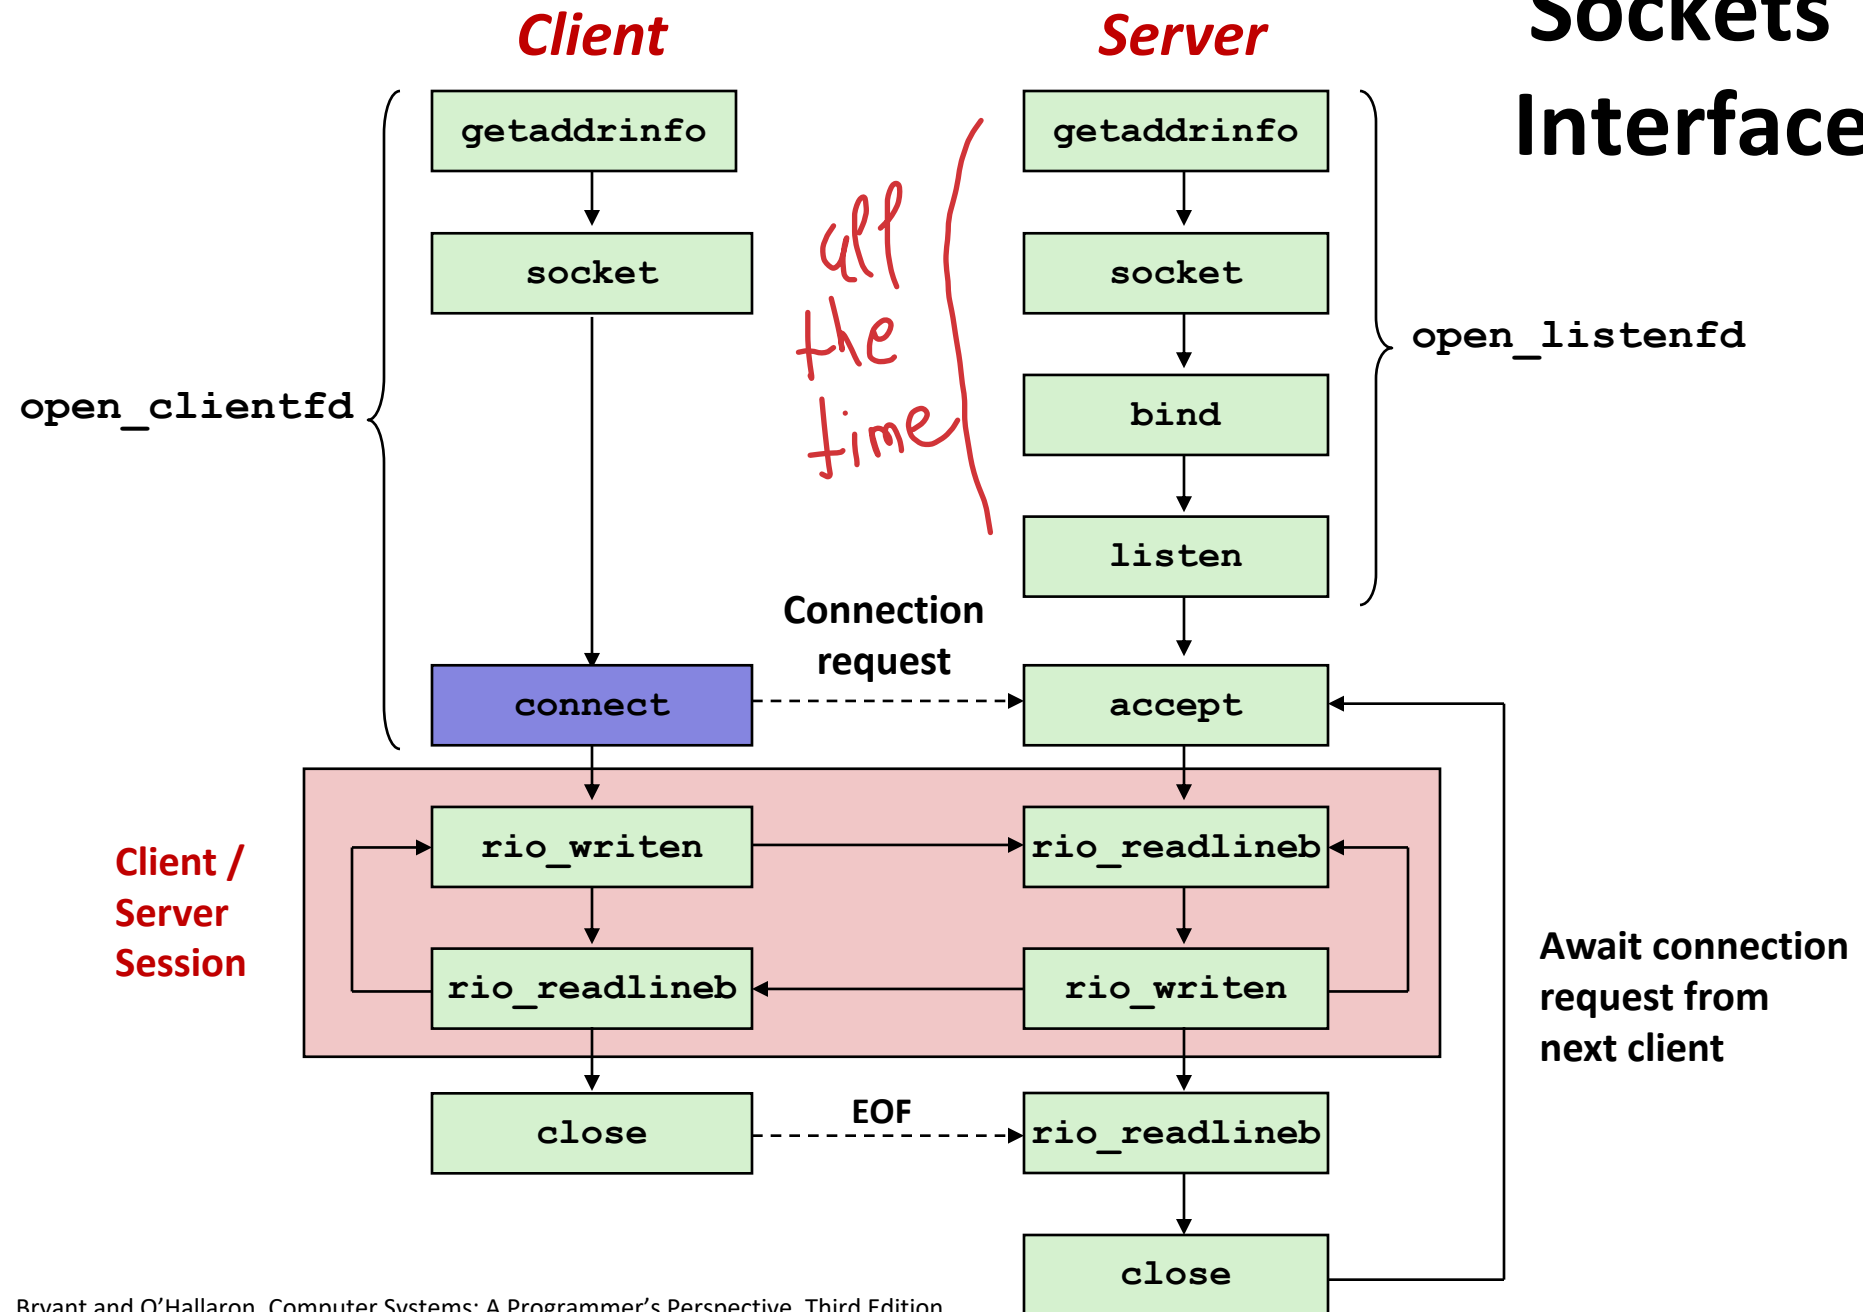 Client
Server
Sockets
Interface
getaddrinfo
getaddrinfo
socket
socket
all
the
time
open_listenfd
open_clientfd
bind
listen
Connection
request
connect
accept
Client /
Server
Session
rio_writen
rio_readlineb
rio_readlineb
rio_writen
Await connection
request from
next client
close
EOF
rio_readlineb
close
Bryant and O'Hallaron, Computer Systems: A Programmer's Perspective, Third Edition